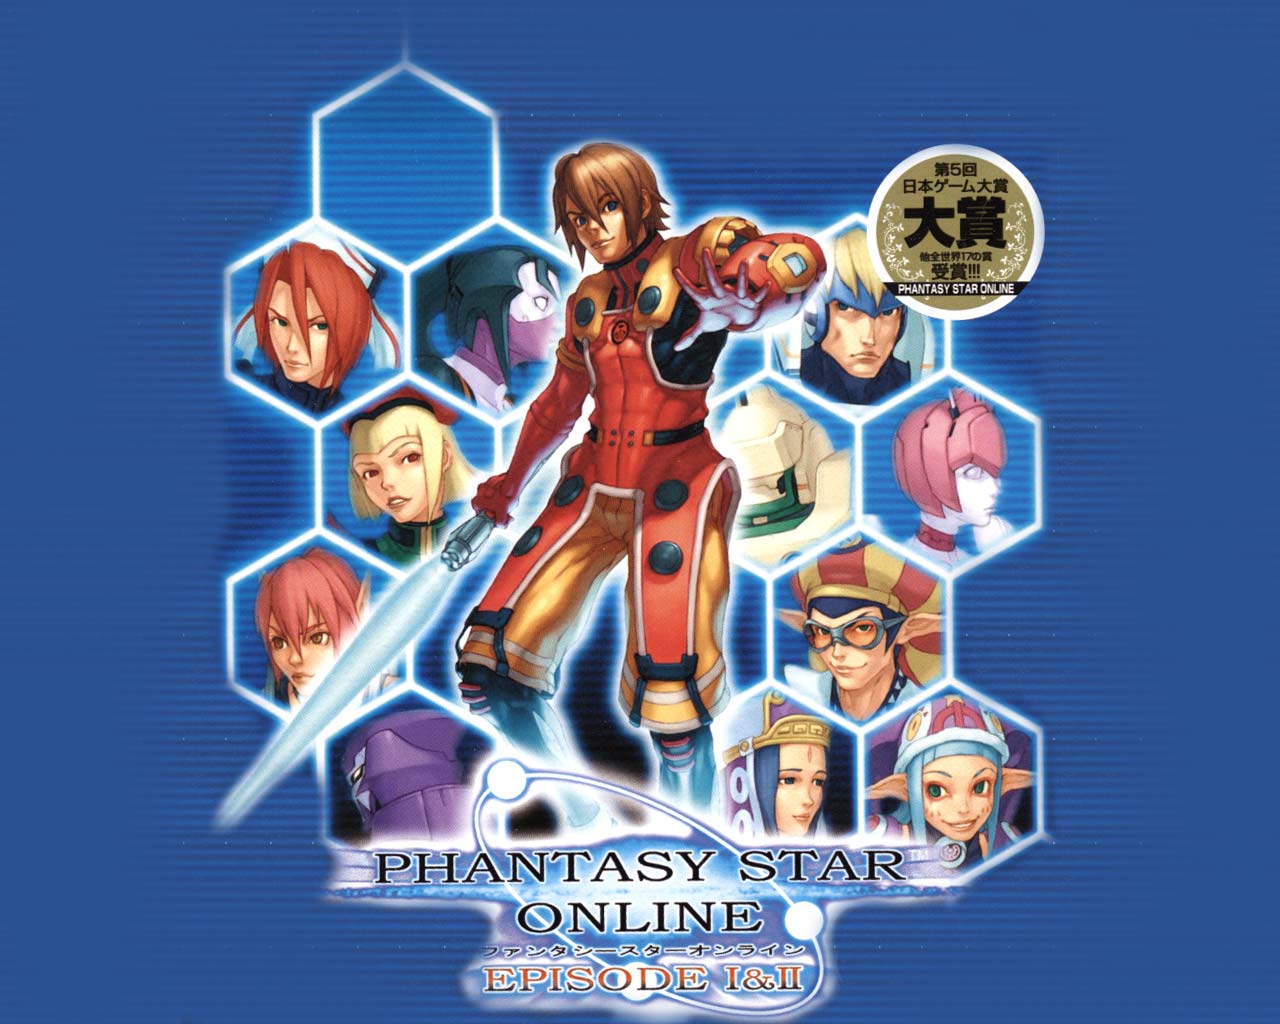 第5回
日本ゲーム大賞
大賞
他全世界17の賞
受賞!!!
PHANTASY STAR ONLINE
PHANTASY STAR TM
ONLINE
ファンタシースターオンライン
EPISODE I&II